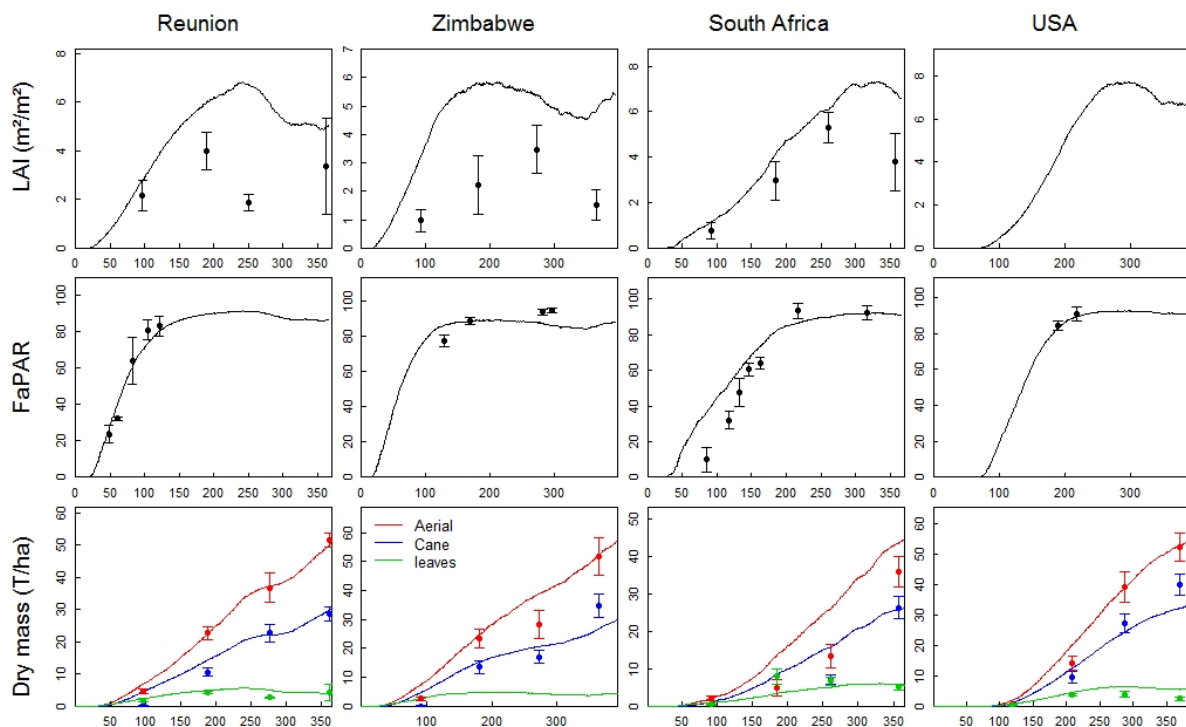 Reunion Zimbabwe South Africa USA
LAI (m²/m²)
0 2 4 6 8
0 50 100 150 200 250 300 350
0 1 2 3 4 5 6 7
0 100 200 300
0 2 4 6 8
0 50 100 150 200 250 300 350
0 2 4 6 8
0 100 200 300
FaPAR
0 20 40 60 80 100
0 50 100 150 200 250 300 350
0 20 40 60 80 100
0 100 200 300
0 20 40 60 80 100
0 50 100 150 200 250 300 350
0 20 40 60 80 100
0 100 200 300
Dry mass (T/ha)
0 10 20 30 40 50 60
0 50 100 150 200 250 300 350
0 10 20 30 40 50 60
Aerial
Cane
leaves
0 100 200 300
0 10 20 30 40 50
0 50 100 150 200 250 300 350
0 10 20 30 40 50 60
0 100 200 300